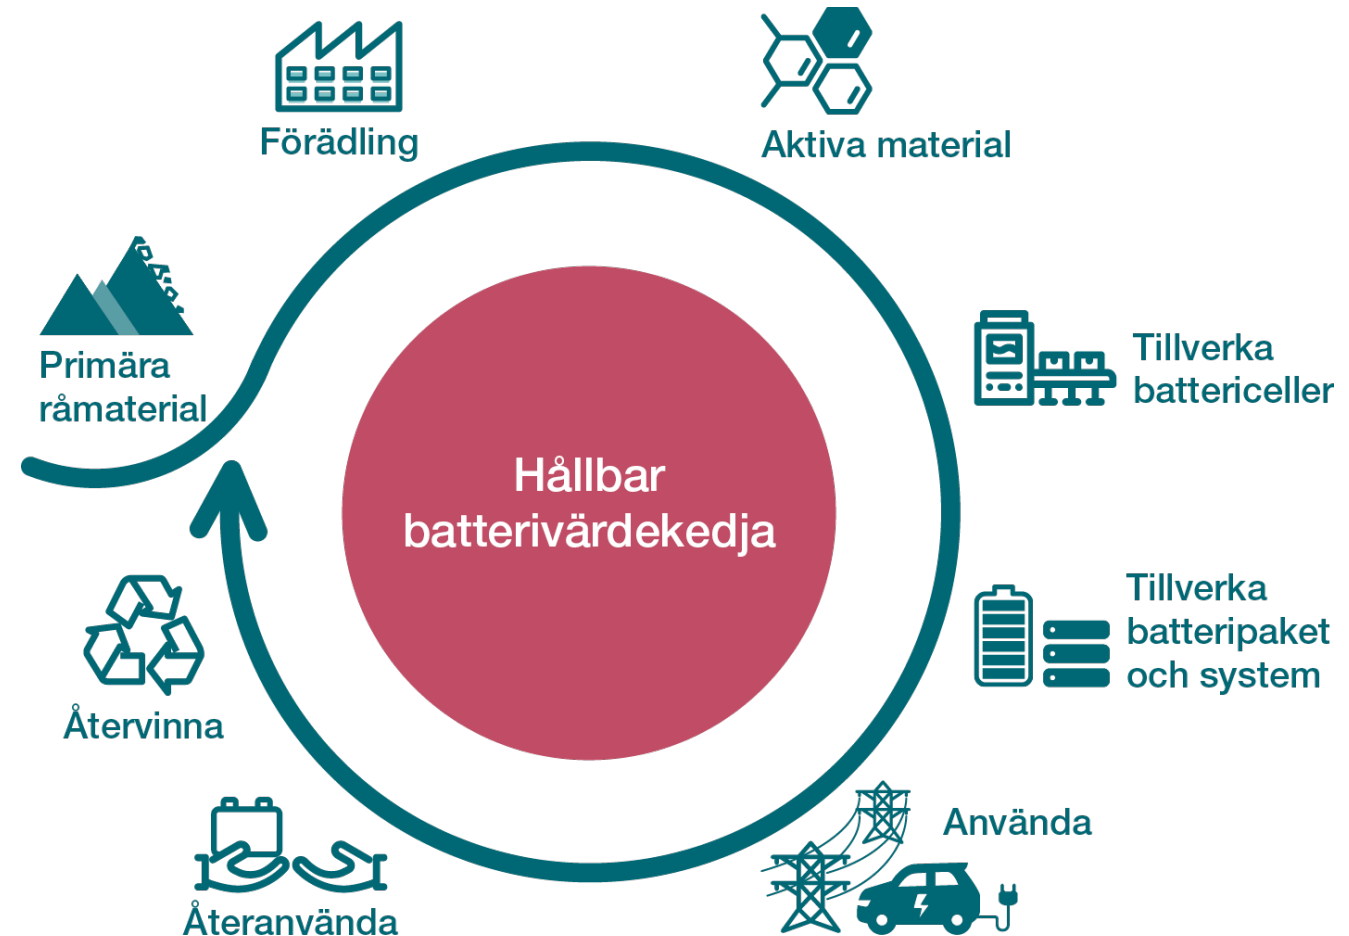 Förädling
Aktiva material
Primära
råmaterial
Tillverka
battericeller
Hållbar
batterivärdekedja
Tillverka
batteripaket
och system
Återvinna
Använda
Återanvända